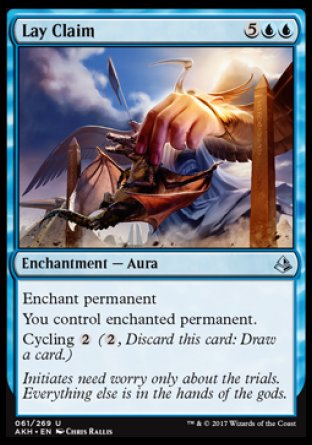 Lay Claim 5
Enchantment — Aura
Enchant permanent
You control enchanted permanent.
Cycling 2 (2, Discard this card: Draw
a card.)
Initiates need worry only about the trials.
Everything else is in the hands of the gods.
061/269 U
AKH • EN Chris Rallis
™ & © 2017 Wizards of the Coast